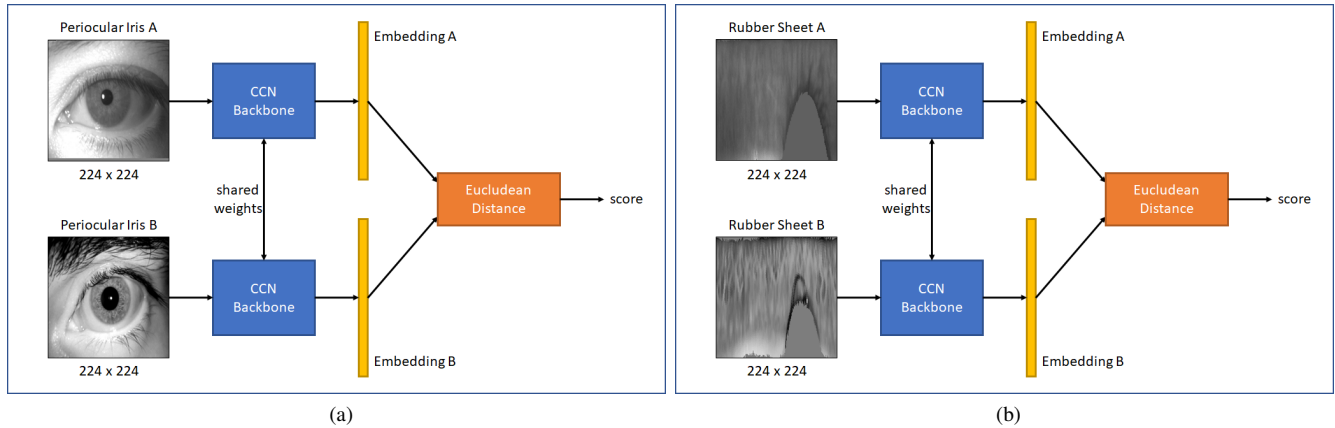 Periocular Iris A
224 x 224
CCN
Backbone
Embedding A
shared
weights
Eucludean
Distance
score
Periocular Iris B
224 x 224
CCN
Backbone
Embedding B
(a)
Rubber Sheet A
224 x 224
CCN
Backbone
Embedding A
shared
weights
Eucludean
Distance
score
Rubber Sheet B
224 x 224
CCN
Backbone
Embedding B
(b)